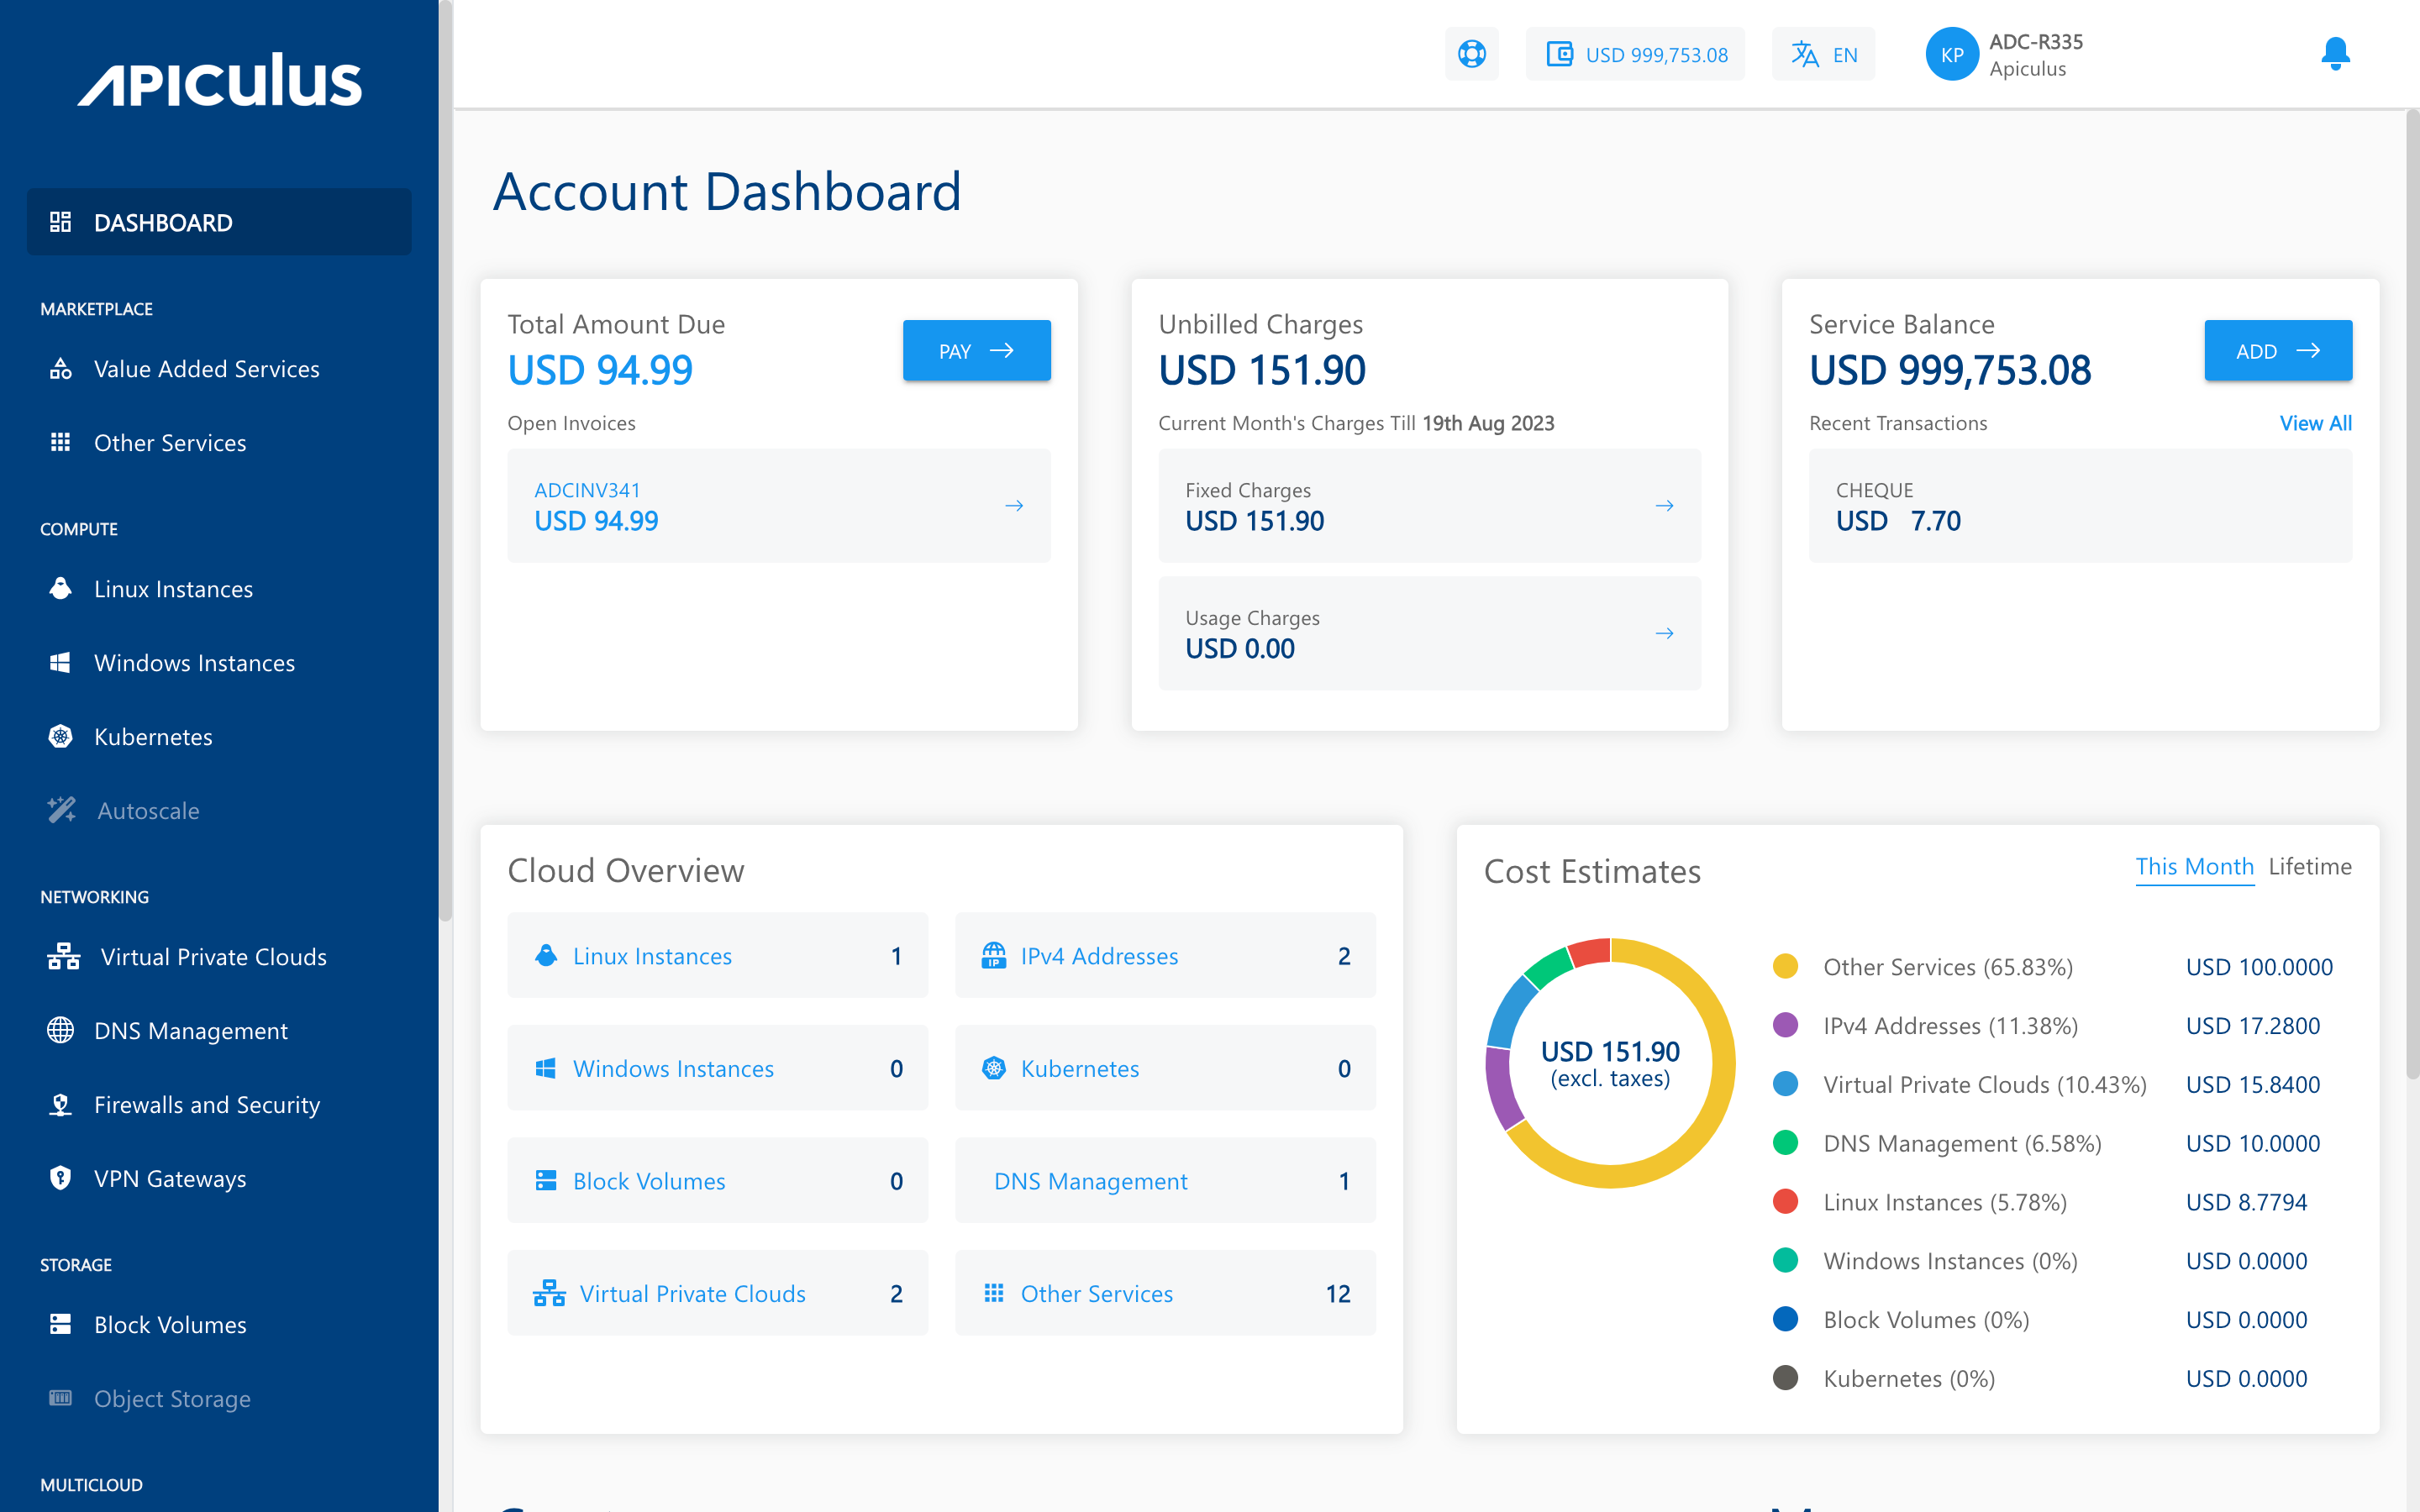 APICULUS
DASHBOARD
MARKETPLACE
Value Added Services
Other Services
COMPUTE
Linux Instances
Windows Instances
Kubernetes
Autoscale
NETWORKING
Virtual Private Clouds
DNS Management
Firewalls and Security
VPN Gateways
STORAGE
Block Volumes
Object Storage
MULTICLOUD
USD 999,753.08
EN
KP
ADC-R335
Apiculus
Account Dashboard
Total Amount Due
USD 94.99
PAY
Open Invoices
ADCINV341
USD 94.99
Unbilled Charges
USD 151.90
Current Month's Charges Till 19th Aug 2023
Fixed Charges
USD 151.90
Usage Charges
USD 0.00
Service Balance
USD 999,753.08
ADD
Recent Transactions
View All
CHEQUE
USD 7.70
Cloud Overview
Linux Instances 1
IPv4 Addresses 2
Windows Instances 0
Kubernetes 0
Block Volumes 0
DNS Management 1
Virtual Private Clouds 2
Other Services 12
Cost Estimates
This Month Lifetime
USD 151.90
(excl. taxes)
Other Services (65.83%) USD 100.0000
IPv4 Addresses (11.38%) USD 17.2800
Virtual Private Clouds (10.43%) USD 15.8400
DNS Management (6.58%) USD 10.0000
Linux Instances (5.78%) USD 8.7794
Windows Instances (0%) USD 0.0000
Block Volumes (0%) USD 0.0000
Kubernetes (0%) USD 0.0000